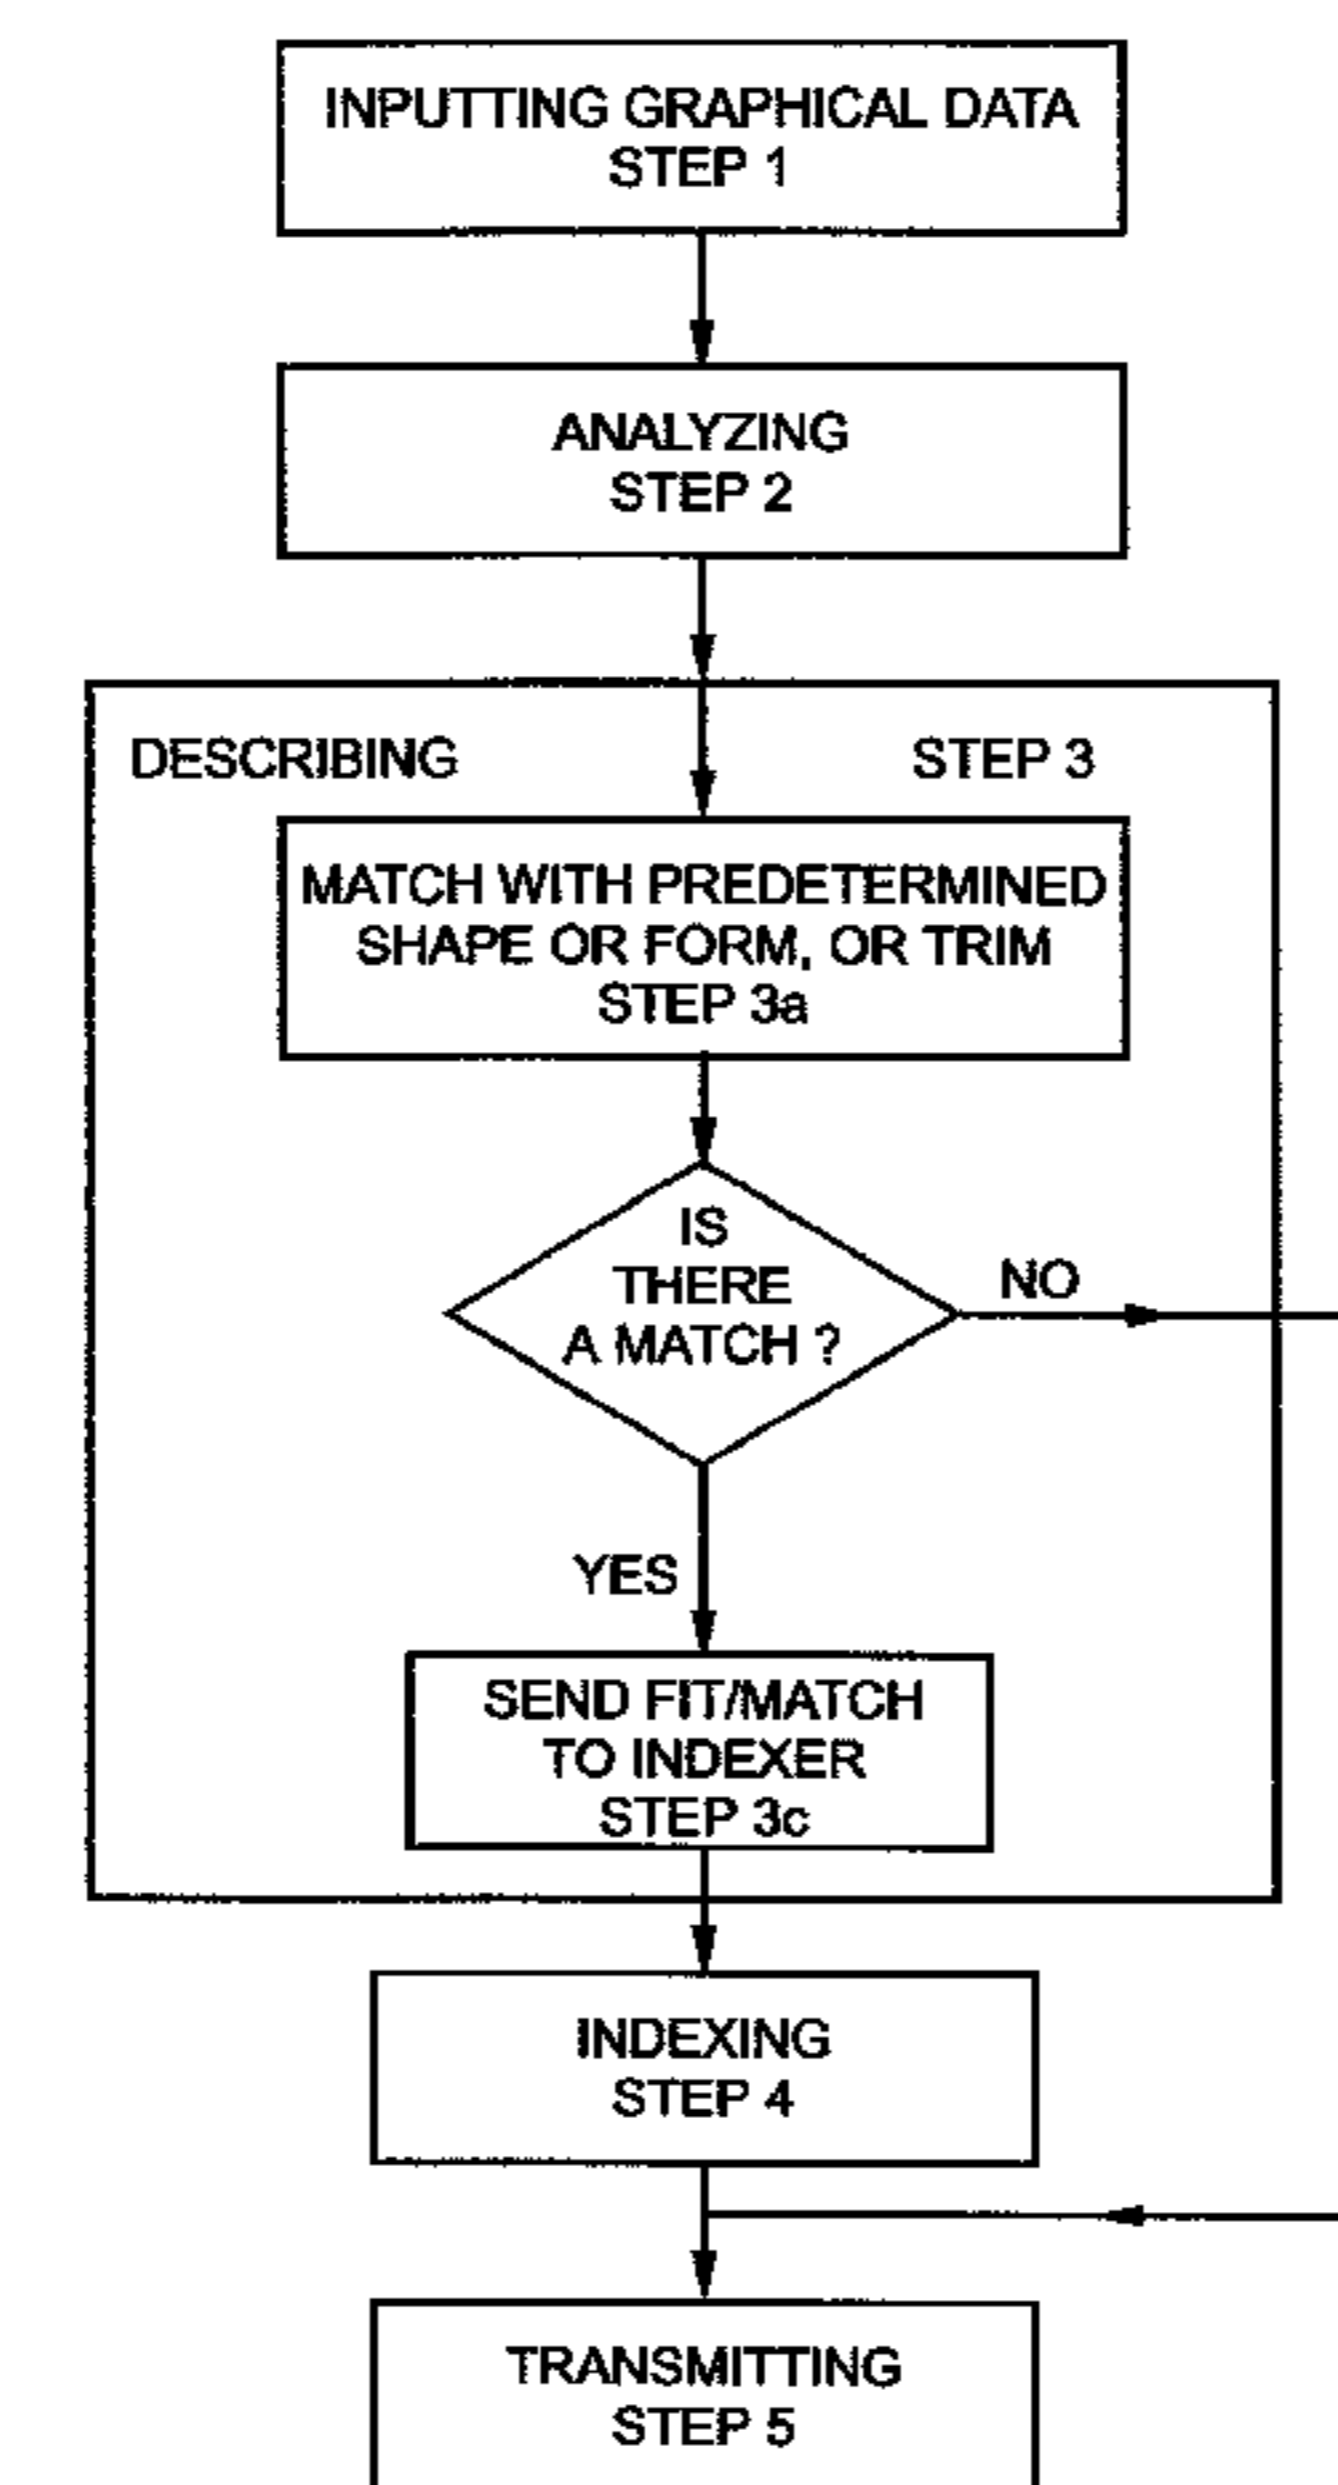 INPUTTING GRAPHICAL DATA
STEP 1
ANALYZING
STEP 2
DESCRIBING STEP 3
MATCH WITH PREDETERMINED
SHAPE OR FORM, OR TRIM
STEP 3a
IS
THERE
A MATCH ?
NO
YES
SEND FIT/MATCH
TO INDEXER
STEP 3c
INDEXING
STEP 4
TRANSMITTING
STEP 5